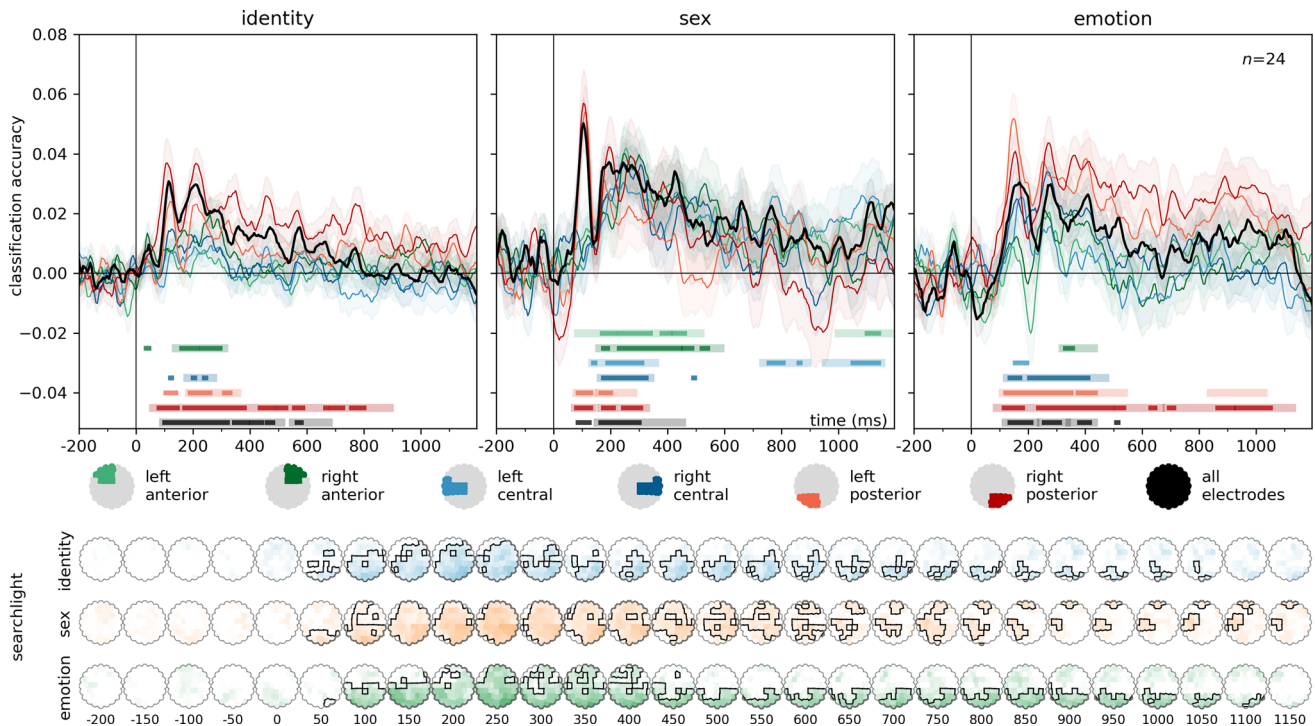 identity sex emotion
0.08
0.06
0.04
0.02
0.00
−0.02
−0.04
classification accuracy
n=24
time (ms)
-200 0 200 400 600 800 1000 -200 0 200 400 600 800 1000 -200 0 200 400 600 800 1000
left anterior
right anterior
left central
right central
left posterior
right posterior
all electrodes
searchlight
identity
sex
emotion
-200 -150 -100 -50 0 50 100 150 200 250 300 350 400 450 500 550 600 650 700 750 800 850 900 950 1000 1050 1100 1150